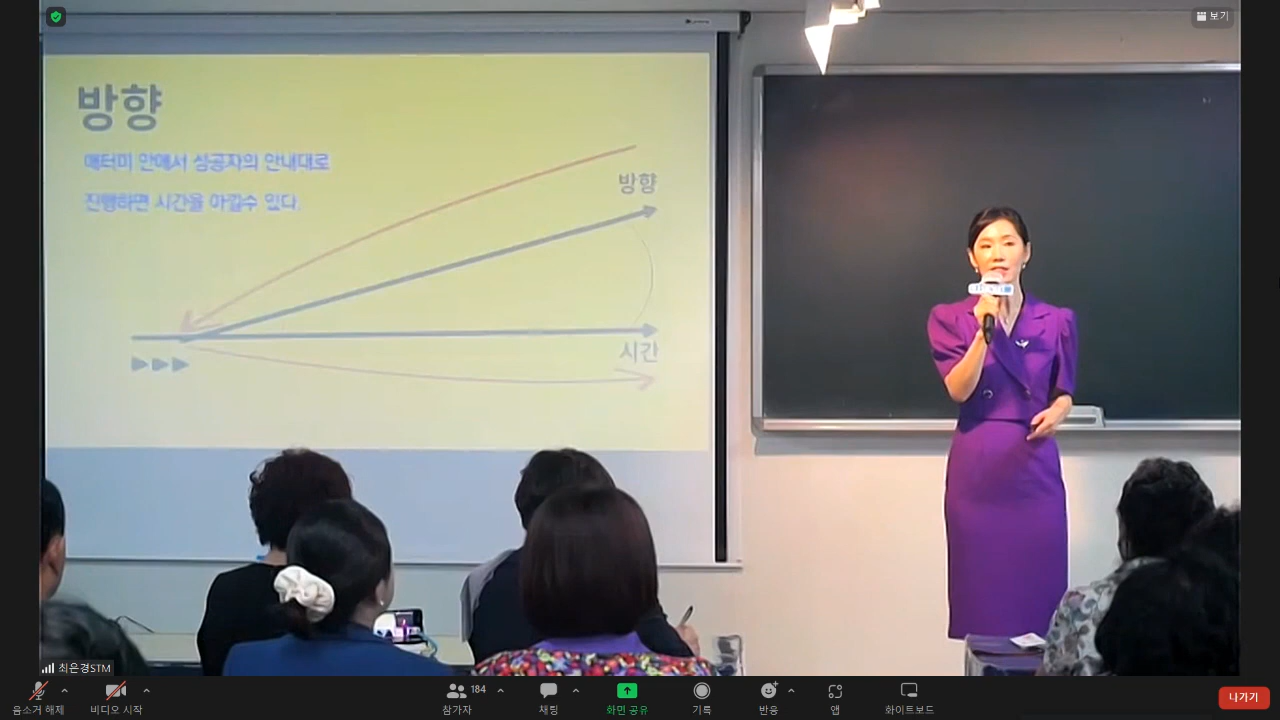 보기
방향
애터미 안에서 성공자의 안내대로
진행하면 시간을 아낄수 있다.
방향
시간
최은경STM
음소거 해제
비디오 시작
184
참가자
채팅
화면 공유
기록
반응
앱
화이트보드
나가기